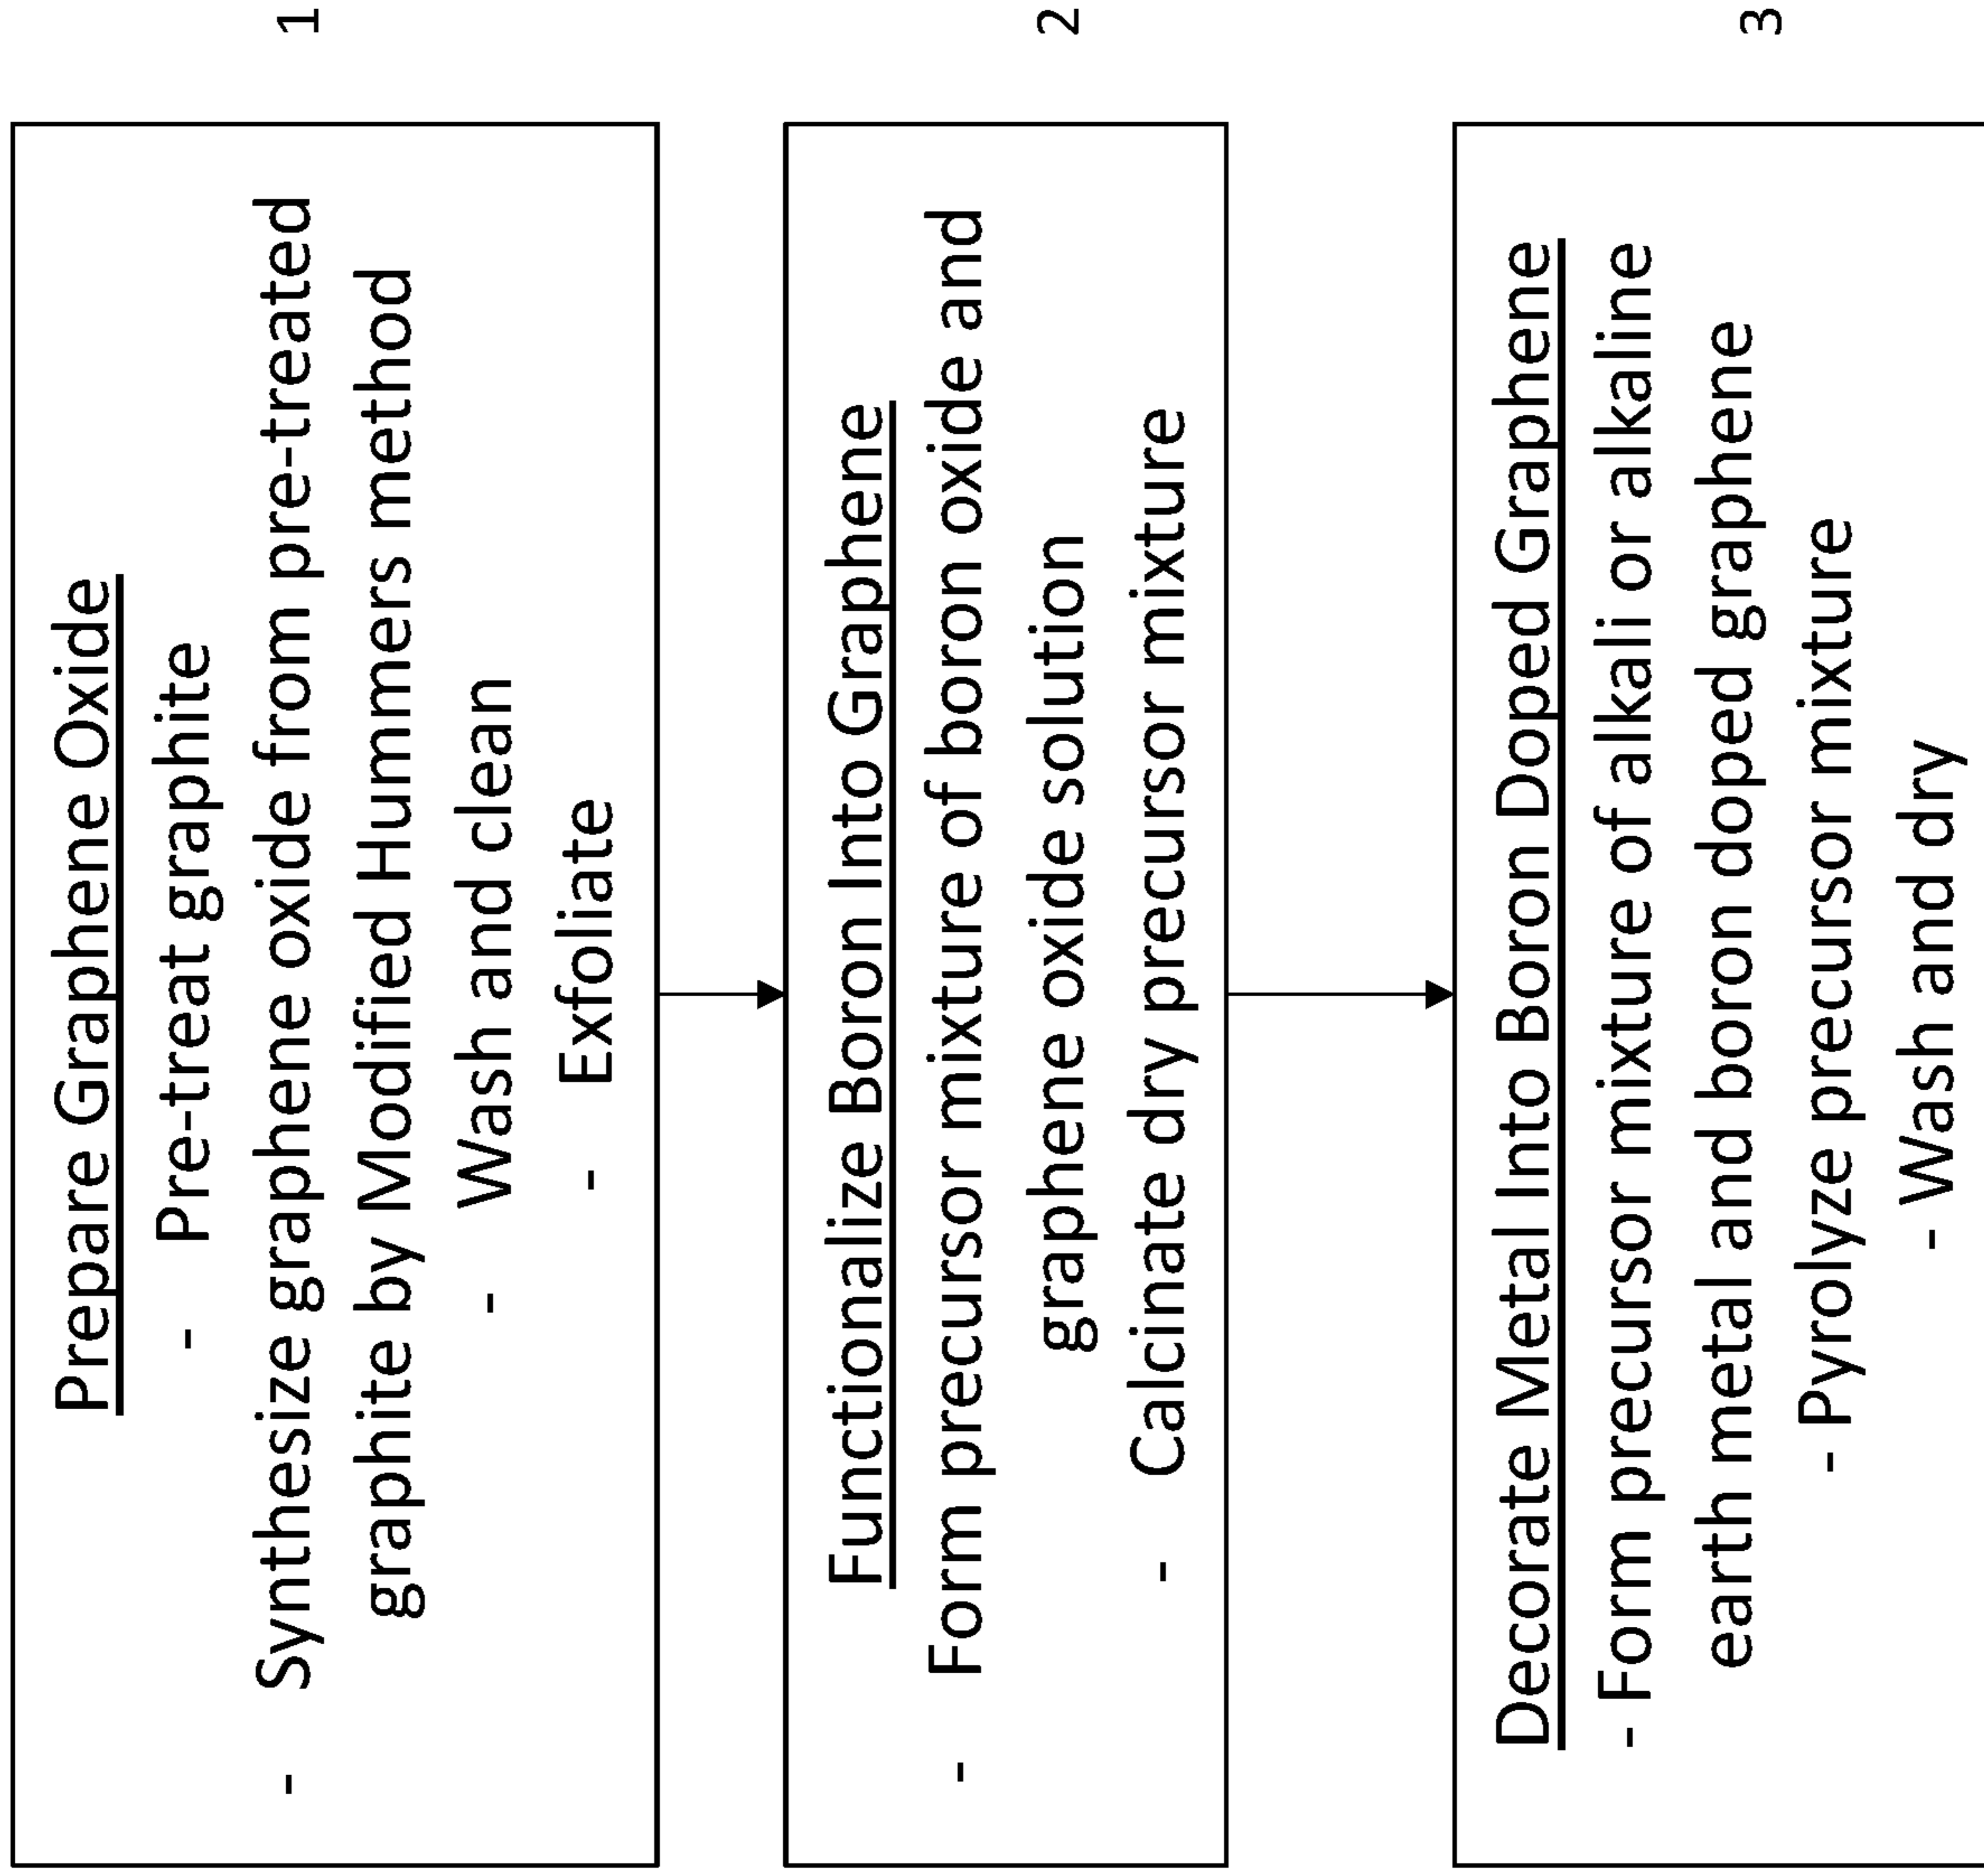 Prepare Graphene Oxide
- Pre-treat graphite
- Synthesize graphene oxide from pre-treated
graphite by Modified Hummers method
- Wash and clean
- Exfoliate
1
Functionalize Boron Into Graphene
- Form precursor mixture of boron oxide and
graphene oxide solution
- Calcinate dry precursor mixture
2
Decorate Metal Into Boron Doped Graphene
- Form precursor mixture of alkali or alkaline
earth metal and boron doped graphene
- Pyrolyze precursor mixture
- Wash and dry
3